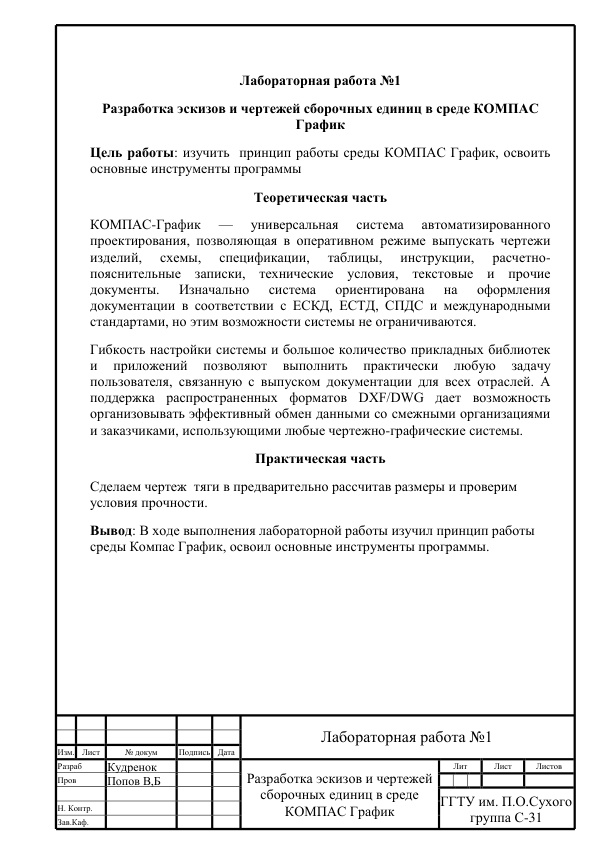 Лабораторная работа №1
Разработка эскизов и чертежей сборочных единиц в среде КОМПАС
График
Цель работы: изучить принцип работы среды КОМПАС График, освоить
основные инструменты программы
Теоретическая часть
КОМПАС-График — универсальная система автоматизированного
проектирования, позволяющая в оперативном режиме выпускать чертежи
изделий, схемы, спецификации, таблицы, инструкции, расчетно-
пояснительные записки, технические условия, текстовые и прочие
документы. Изначально система ориентирована на оформления
документации в соответствии с ЕСКД, ЕСТД, СПДС и международными
стандартами, но этим возможности системы не ограничиваются.
Гибкость настройки системы и большое количество прикладных библиотек
и приложений позволяют выполнить практически любую задачу
пользователя, связанную с выпуском документации для всех отраслей. А
поддержка распространенных форматов DXF/DWG дает возможность
организовывать эффективный обмен данными со смежными организациями
и заказчиками, использующими любые чертежно-графические системы.
Практическая часть
Сделаем чертеж тяги в предварительно рассчитав размеры и проверим
условия прочности.
Вывод: В ходе выполнения лабораторной работы изучил принцип работы
среды Компас График, освоил основные инструменты программы.
Лабораторная работа №1
Изм. Лист № докум Подпись Дата
Разраб Кудренок
Пров Попов В,Б
Н. Контр.
Зав.Каф.
Разработка эскизов и чертежей
сборочных единиц в среде
КОМПАС График
Лит Лист Листов
ГГТУ им. П.О.Сухого
группа С-31